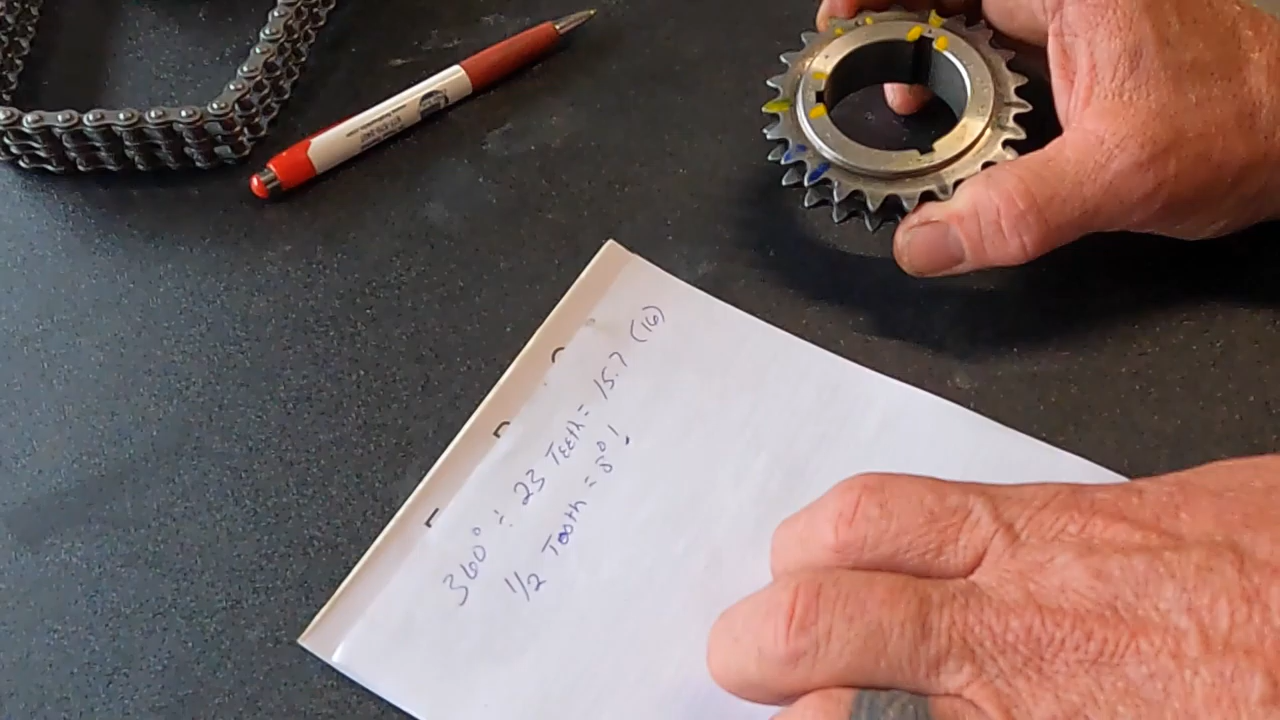 360° ÷ 23 TEETH = 15.7 (16)
1/2 TOOTH = 8°!